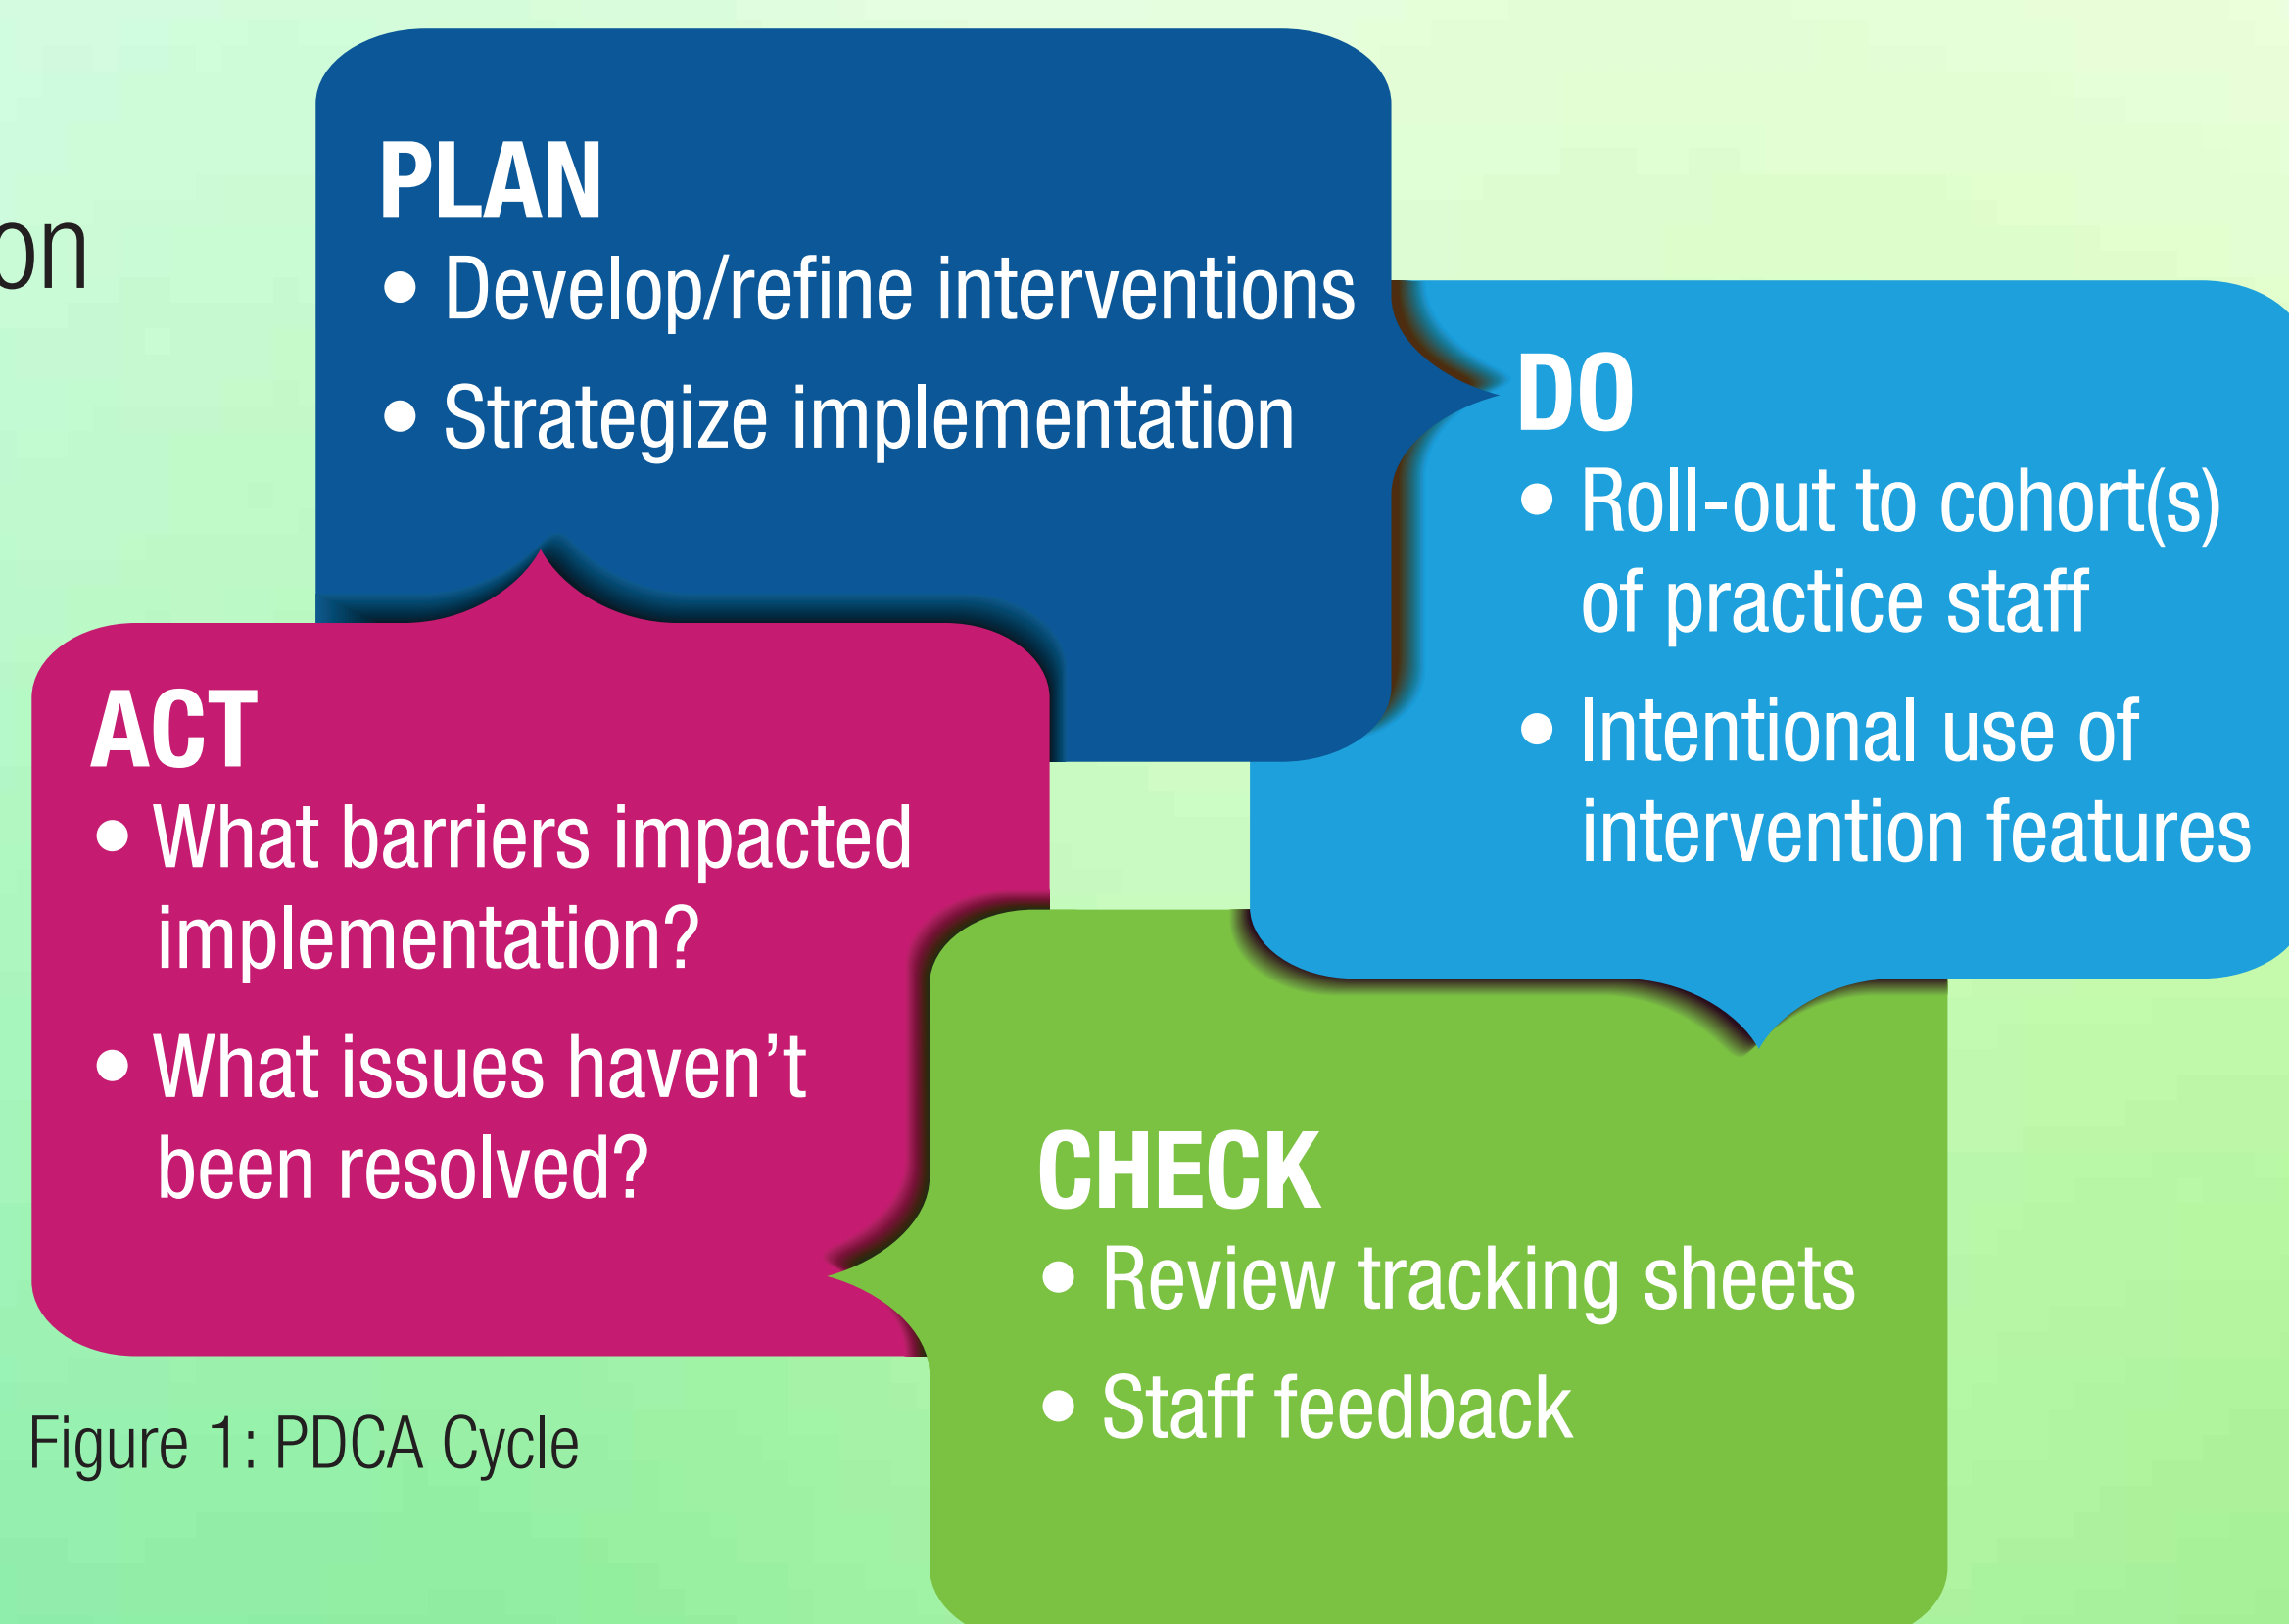 on
PLAN
• Develop/refine interventions
• Strategize implementation
DO
• Roll-out to cohort(s)
of practice staff
• Intentional use of
intervention features
ACT
• What barriers impacted
implementation?
• What issues haven’t
been resolved?
CHECK
• Review tracking sheets
• Staff feedback
Figure 1: PDCA Cycle